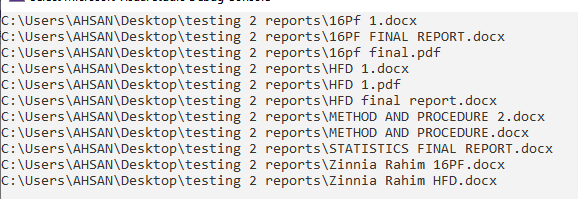 C:\Users\AHSAN\Desktop\testing 2 reports\16Pf 1.docx
C:\Users\AHSAN\Desktop\testing 2 reports\16PF FINAL REPORT.docx
C:\Users\AHSAN\Desktop\testing 2 reports\16pf final.pdf
C:\Users\AHSAN\Desktop\testing 2 reports\HFD 1.docx
C:\Users\AHSAN\Desktop\testing 2 reports\HFD 1.pdf
C:\Users\AHSAN\Desktop\testing 2 reports\HFD final report.docx
C:\Users\AHSAN\Desktop\testing 2 reports\METHOD AND PROCEDURE 2.docx
C:\Users\AHSAN\Desktop\testing 2 reports\METHOD AND PROCEDURE.docx
C:\Users\AHSAN\Desktop\testing 2 reports\STATISTICS FINAL REPORT.docx
C:\Users\AHSAN\Desktop\testing 2 reports\Zinnia Rahim 16PF.docx
C:\Users\AHSAN\Desktop\testing 2 reports\Zinnia Rahim HFD.docx